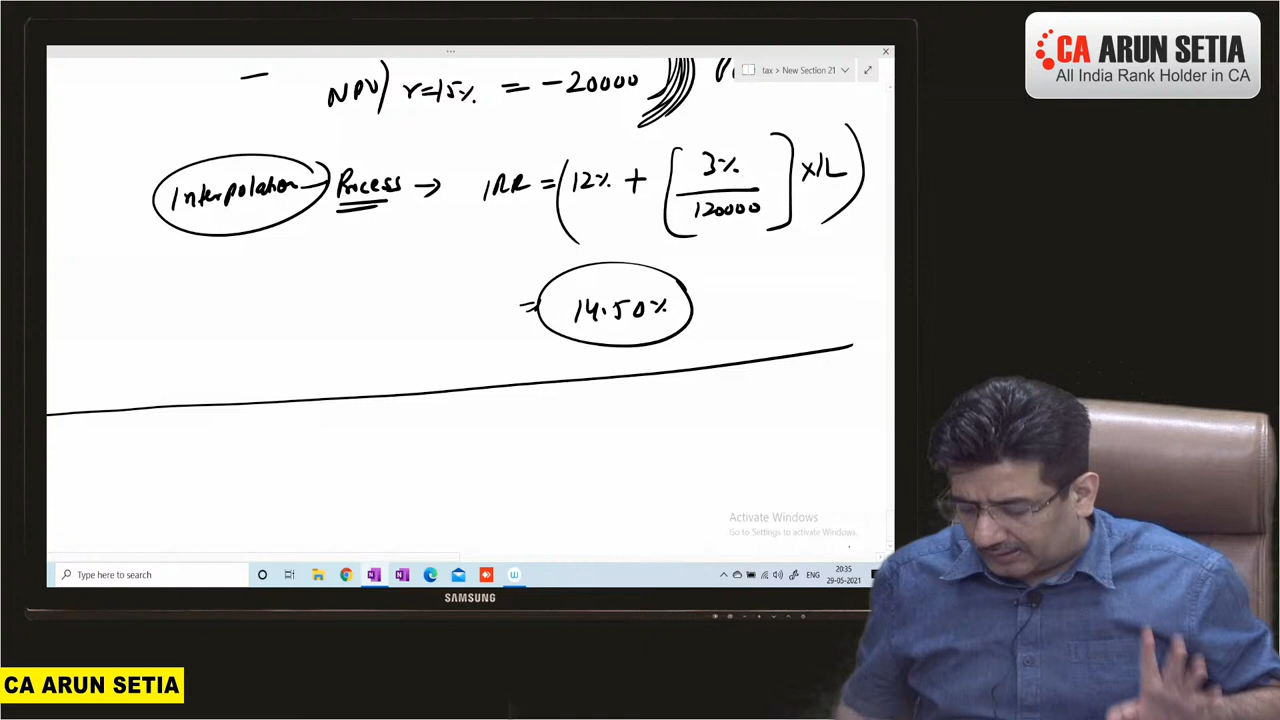 CA ARUN SETIA
All India Rank Holder in CA
tax > New Section 21
NPV) r=15% = -20000
Interpolation Process → IRR = (12% + [3%
120000] x1L)
= 14.50%
Activate Windows
Go to Settings to activate Windows.
Type here to search
ENG
20:35
29-05-2021
SAMSUNG
CA ARUN SETIA